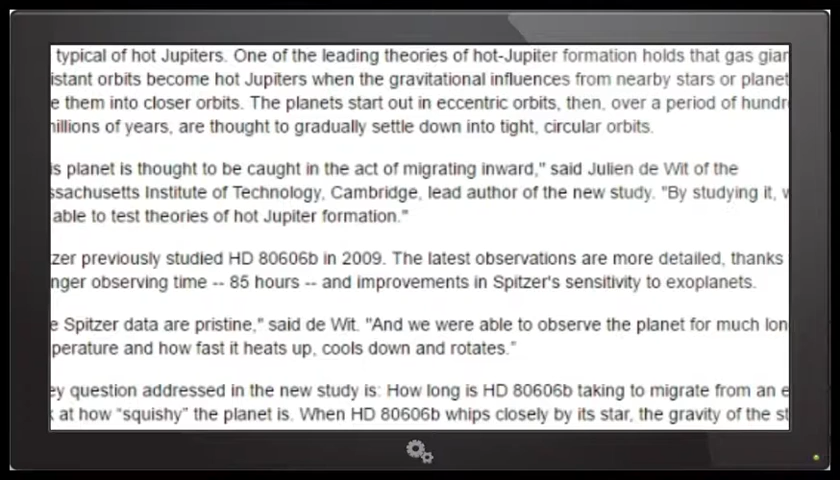 typical of hot Jupiters. One of the leading theories of hot-Jupiter formation holds that gas gian
istant orbits become hot Jupiters when the gravitational influences from nearby stars or planet
e them into closer orbits. The planets start out in eccentric orbits, then, over a period of hundr
illions of years, are thought to gradually settle down into tight, circular orbits.
is planet is thought to be caught in the act of migrating inward," said Julien de Wit of the
ssachusetts Institute of Technology, Cambridge, lead author of the new study. "By studying it, w
able to test theories of hot Jupiter formation."
zer previously studied HD 80606b in 2009. The latest observations are more detailed, thanks
nger observing time -- 85 hours -- and improvements in Spitzer's sensitivity to exoplanets.
e Spitzer data are pristine," said de Wit. "And we were able to observe the planet for much lon
perature and how fast it heats up, cools down and rotates."
ey question addressed in the new study is: How long is HD 80606b taking to migrate from an e
k at how “squishy” the planet is. When HD 80606b whips closely by its star, the gravity of the st